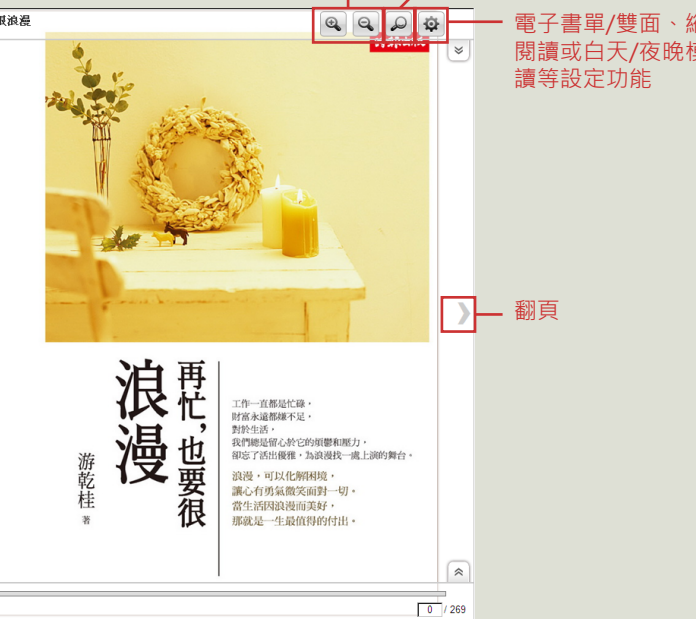 很浪漫
電子書單/雙面、縮
閱讀或白天/夜晚模
讀等設定功能
翻頁
再忙，也要很
浪漫
游乾桂 著
工作一直都是忙碌，
財富永遠都嫌不足，
對於生活，
我們總是留心於它的煩鬱和壓力，
卻忘了活出優雅，為浪漫找一處上演的舞台。
浪漫，可以化解困境，
讓心有勇氣微笑面對一切。
當生活因浪漫而美好，
那就是一生最值得的付出。
0 / 269